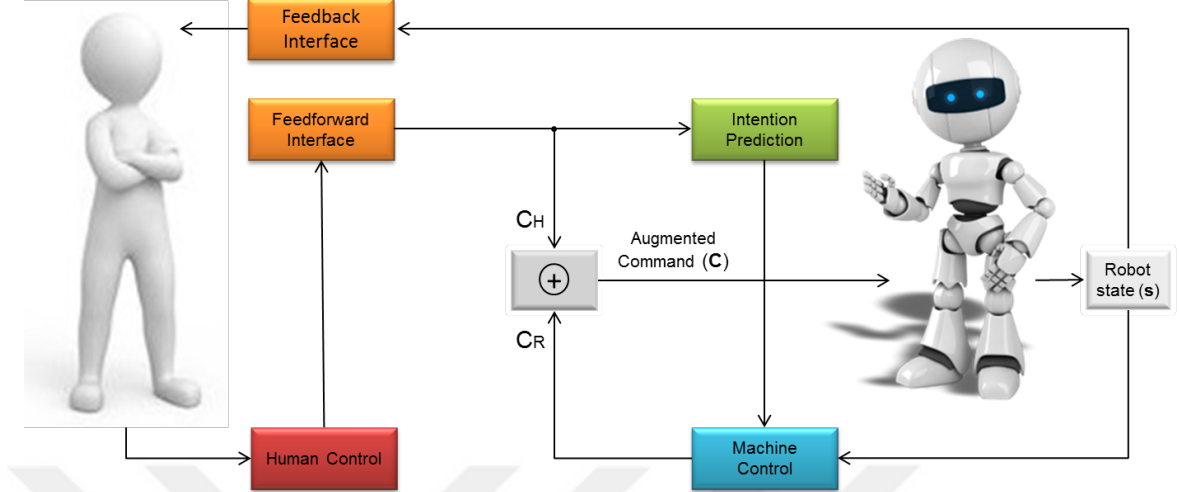 Feedback
Interface
Feedforward
Interface
Intention
Prediction
CH
Augmented
Command (C)
Robot
state (s)
CR
Human Control
Machine
Control